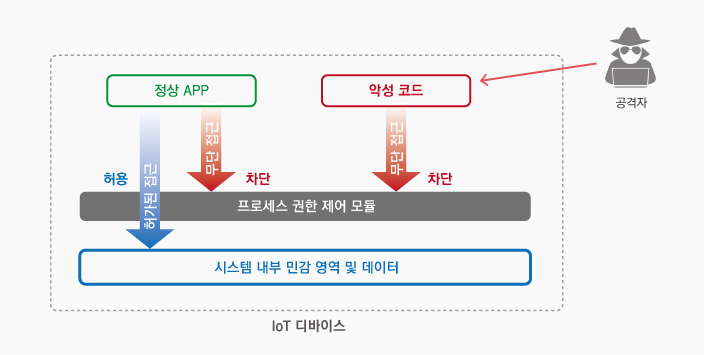 정상 APP
악성 코드
공격자
허가된 접근
무단 접근
무단 접근
허용
차단
차단
프로세스 권한 제어 모듈
시스템 내부 민감 영역 및 데이터
IoT 디바이스